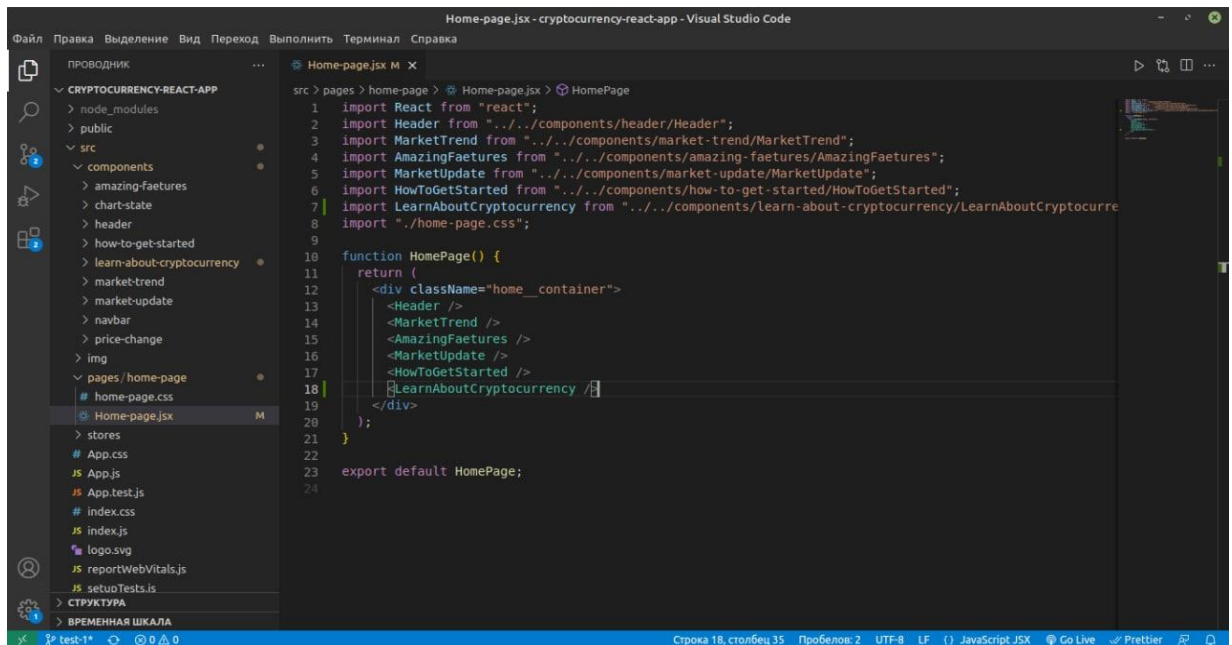 Home-page.jsx - cryptocurrency-react-app - Visual Studio Code
Файл Правка Выделение Вид Переход Выполнить Терминал Справка
ПРОВОДНИК
CRYPTOCURRENCY-REACT-APP
node_modules
public
src
components
amazing-faetures
chart-state
header
how-to-get-started
learn-about-cryptocurrency
market-trend
market-update
navbar
price-change
img
pages/home-page
# home-page.css
Home-page.jsx M
stores
# App.css
JS App.js
JS App.test.js
# index.css
JS index.js
logo.svg
JS reportWebVitals.js
JS setupTests.js
СТРУКТУРА
ВРЕМЕННАЯ ШКАЛА
2
2
1
Home-page.jsx M
src > pages > home-page > Home-page.jsx > HomePage
1 import React from "react";
2 import Header from "../../components/header/Header";
3 import MarketTrend from "../../components/market-trend/MarketTrend";
4 import AmazingFaetures from "../../components/amazing-faetures/AmazingFaetures";
5 import MarketUpdate from "../../components/market-update/MarketUpdate";
6 import HowToGetStarted from "../../components/how-to-get-started/HowToGetStarted";
7 import LearnAboutCryptocurrency from "../../components/learn-about-cryptocurrency/LearnAboutCryptocurre
8 import "./home-page.css";
9
10 function HomePage() {
11 return (
12 <div className="home__container">
13 <Header />
14 <MarketTrend />
15 <AmazingFaetures />
16 <MarketUpdate />
17 <HowToGetStarted />
18 <LearnAboutCryptocurrency />
19 </div>
20 );
21 }
22
23 export default HomePage;
24
test-1* 0 0 Строка 18, столбец 35 Пробелов: 2 UTF-8 LF {} JavaScript JSX Go Live Prettier